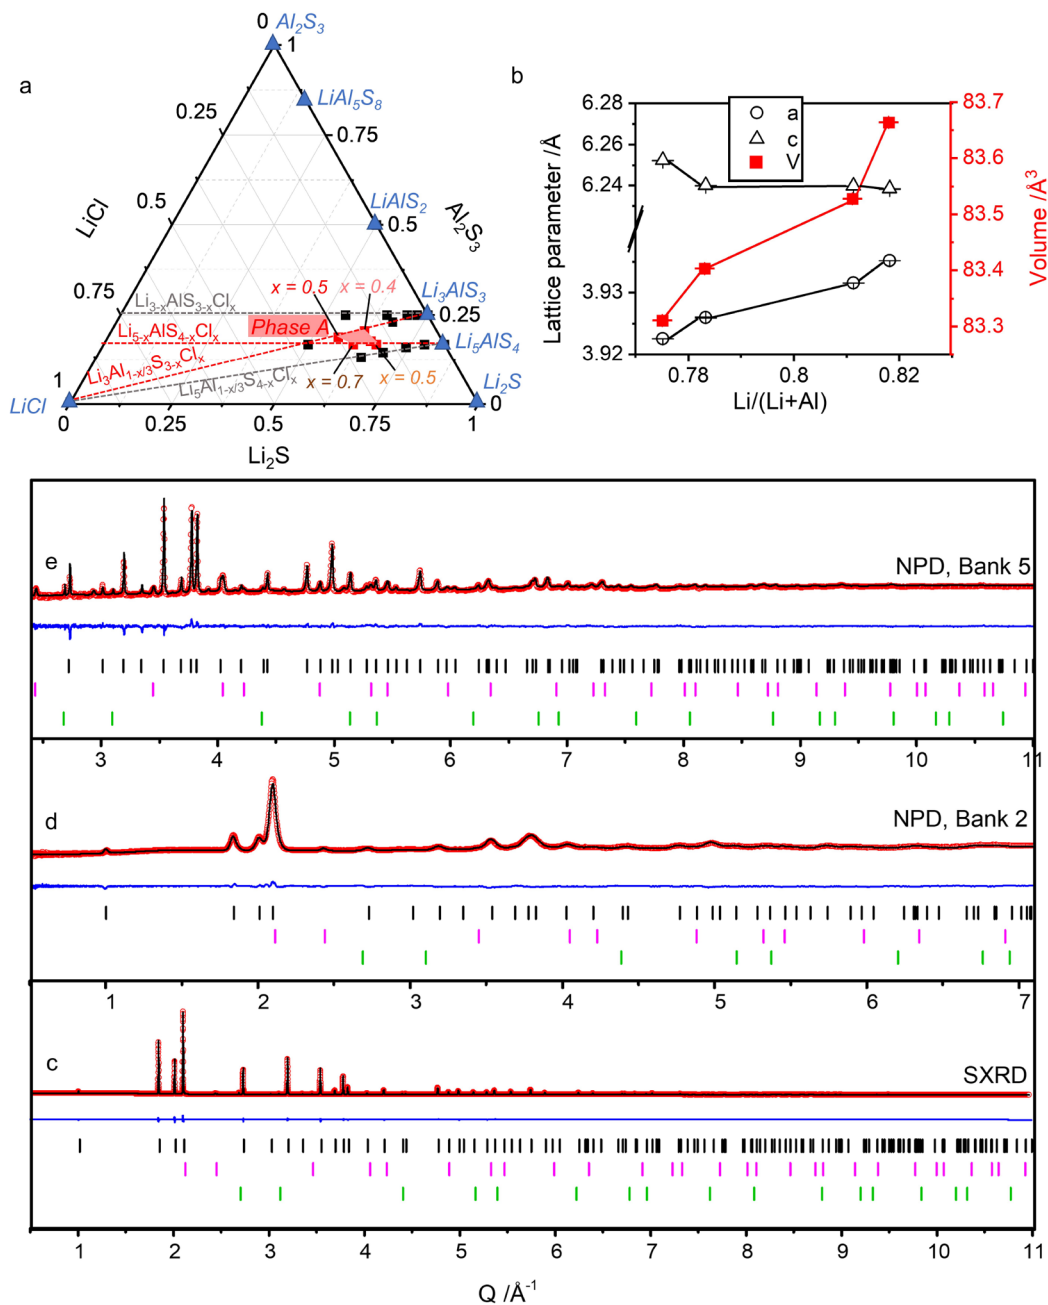 a
0 Al₂S₃
1
LiAl₅S₈
0.25
0.75
LiCl
0.5
LiAlS₂
0.5
Al₂S₃
0.75
x = 0.5
x = 0.4
Li₃AlS₃
Li₃₋ₓAlS₃₋ₓClₓ
0.25
Phase A
Li₅₋ₓAlS₄₋ₓClₓ
Li₅AlS₄
Li₃Al₁₋ₓ/₃S₃₋ₓClₓ
Li₅Al₁₋ₓ/₃S₄₋ₓClₓ
x = 0.7
x = 0.5
Li₂S
1
LiCl
0
0 0.25 0.5 0.75 1
Li₂S
b
a
c
V
6.28
6.26
6.24
3.93
3.92
Lattice parameter /Å
83.7
83.6
83.5
83.4
83.3
Volume /Å³
0.78 0.8 0.82
Li/(Li+Al)
e
NPD, Bank 5
3 4 5 6 7 8 9 10 11
d
NPD, Bank 2
1 2 3 4 5 6 7
c
SXRD
1 2 3 4 5 6 7 8 9 10 11
Q /Å⁻¹